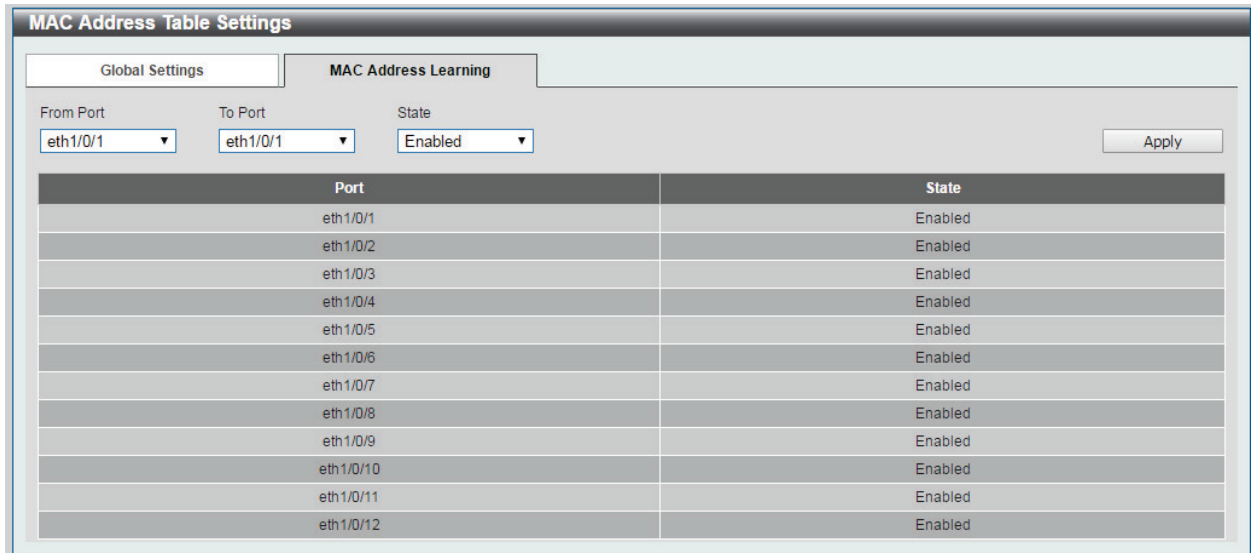 MAC Address Table Settings
Global Settings MAC Address Learning
From Port To Port State
eth1/0/1 eth1/0/1 Enabled Apply
Port State
eth1/0/1 Enabled
eth1/0/2 Enabled
eth1/0/3 Enabled
eth1/0/4 Enabled
eth1/0/5 Enabled
eth1/0/6 Enabled
eth1/0/7 Enabled
eth1/0/8 Enabled
eth1/0/9 Enabled
eth1/0/10 Enabled
eth1/0/11 Enabled
eth1/0/12 Enabled